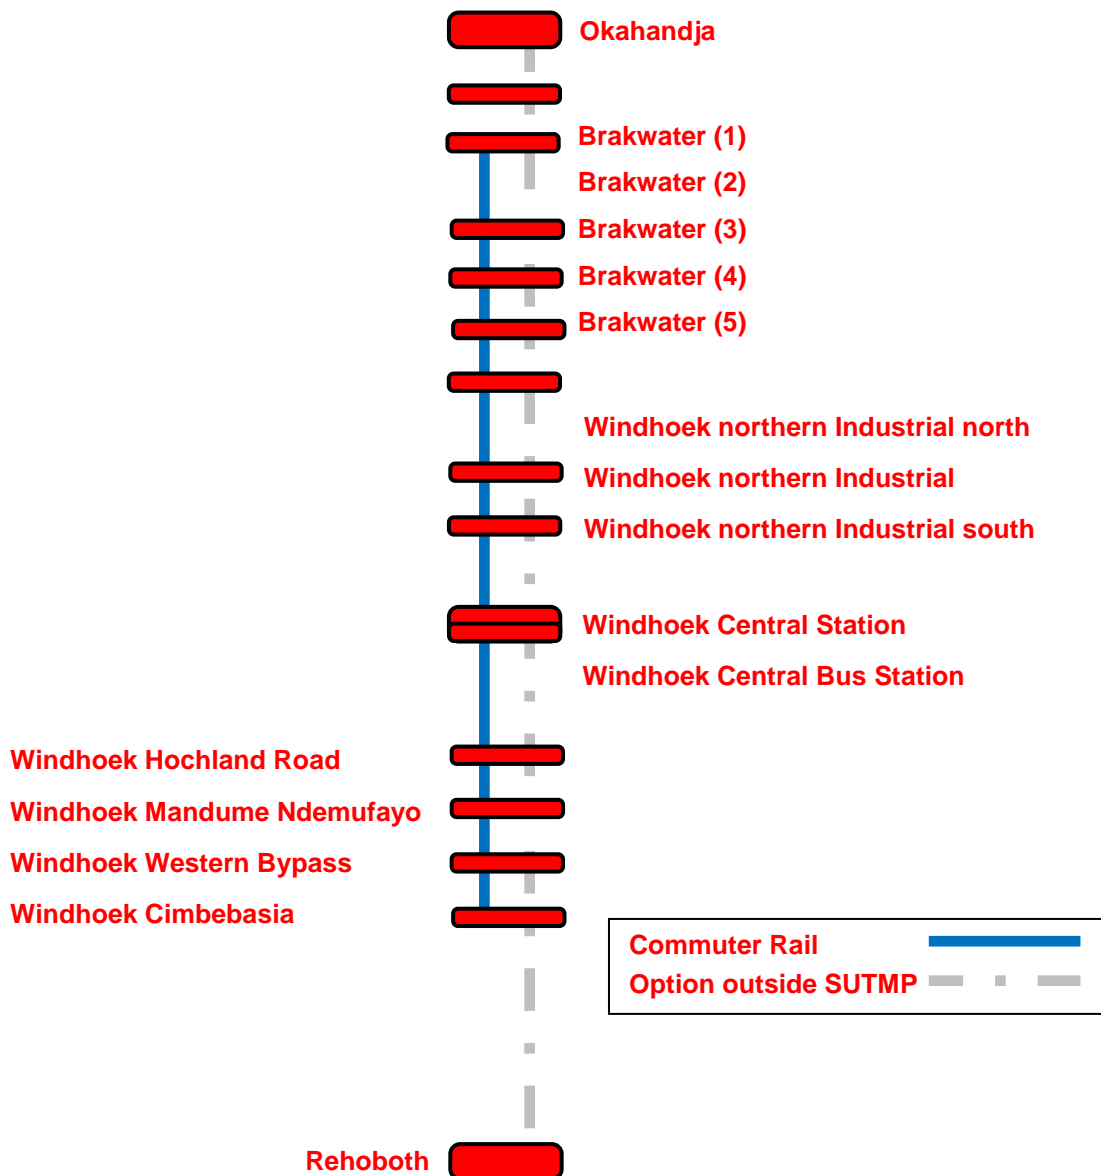 Okahandja
Brakwater (1)
Brakwater (2)
Brakwater (3)
Brakwater (4)
Brakwater (5)
Windhoek northern Industrial north
Windhoek northern Industrial
Windhoek northern Industrial south
Windhoek Central Station
Windhoek Central Bus Station
Windhoek Hochland Road
Windhoek Mandume Ndemufayo
Windhoek Western Bypass
Windhoek Cimbebasia
Commuter Rail
Option outside SUTMP
Rehoboth